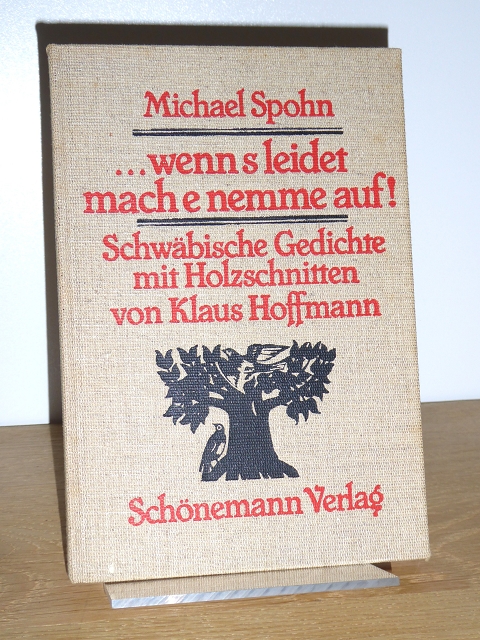 Michael Spohn
...wenn s leidet
mach e nemme auf!
Schwäbische Gedichte
mit Holzschnitten
von Klaus Hoffmann
Schönemann Verlag